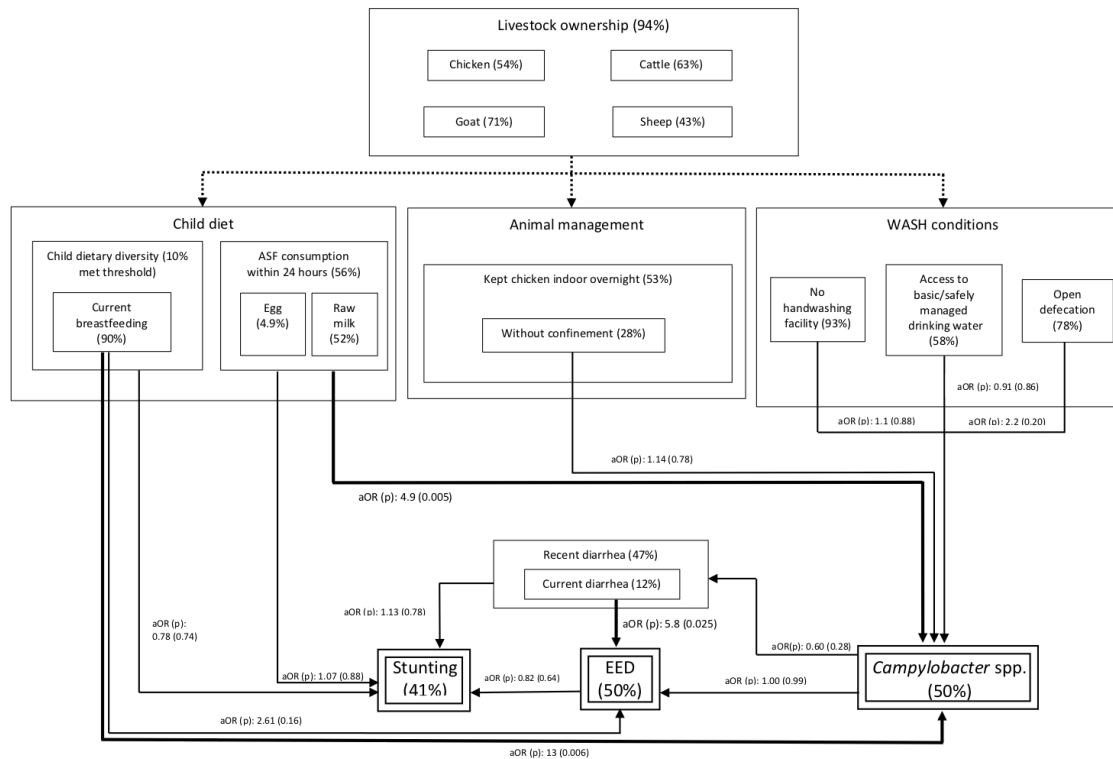 Livestock ownership (94%)
Chicken (54%)
Cattle (63%)
Goat (71%)
Sheep (43%)
Child diet
Child dietary diversity (10%
met threshold)
Current
breastfeeding
(90%)
ASF consumption
within 24 hours (56%)
Egg
(4.9%)
Raw
milk
(52%)
Animal management
Kept chicken indoor overnight (53%)
Without confinement (28%)
WASH conditions
No
handwashing
facility (93%)
Access to
basic/safely
managed
drinking water
(58%)
Open
defecation
(78%)
aOR (p): 0.91 (0.86)
aOR (p): 1.1 (0.88)
aOR (p): 2.2 (0.20)
aOR (p): 1.14 (0.78)
aOR (p): 4.9 (0.005)
Recent diarrhea (47%)
Current diarrhea (12%)
aOR (p): 1.13 (0.78)
aOR (p): 5.8 (0.025)
aOR (p):
0.78 (0.74)
aOR(p): 0.60 (0.28)
Stunting
(41%)
EED
(50%)
Campylobacter spp.
(50%)
aOR (p): 1.07 (0.88)
aOR (p): 0.82 (0.64)
aOR (p): 1.00 (0.99)
aOR (p): 2.61 (0.16)
aOR (p): 13 (0.006)